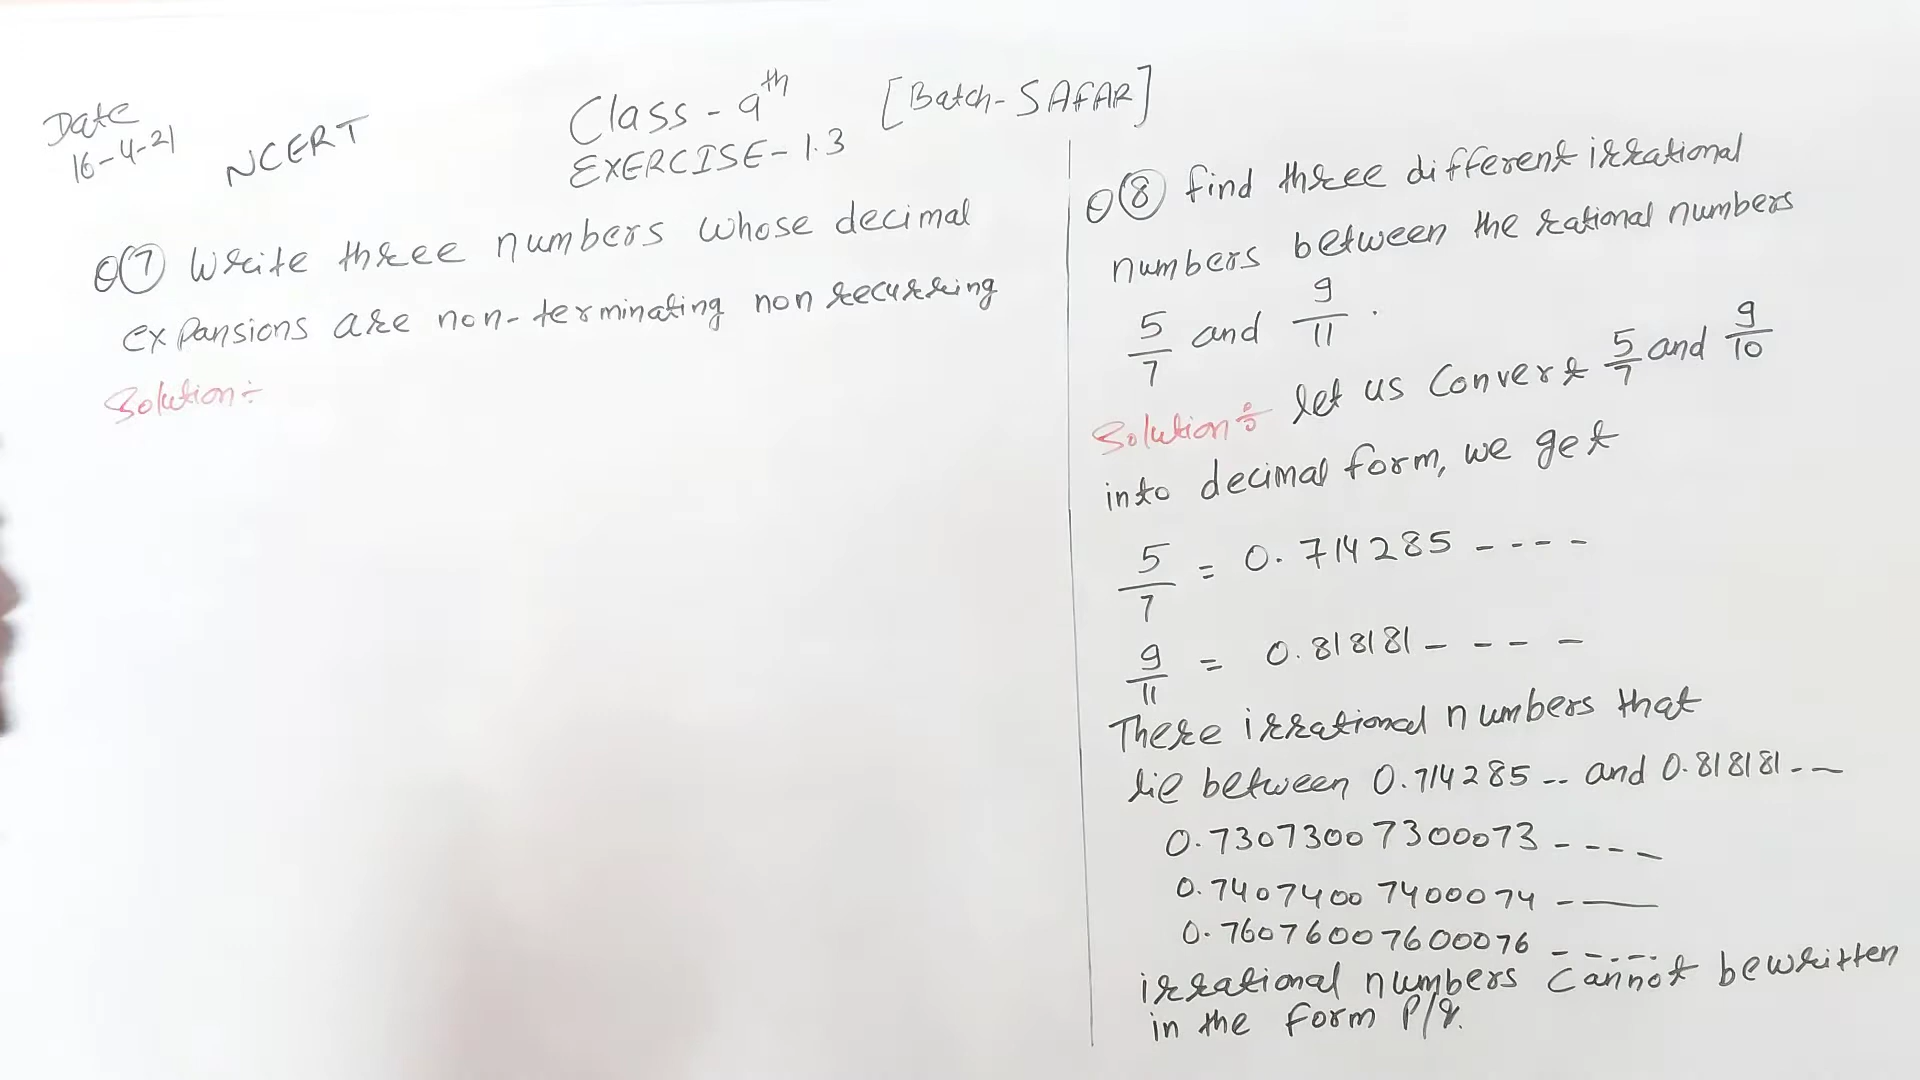 Date
16-4-21
NCERT
Class - 9th [Batch- SAFAR]
EXERCISE- 1.3
Q(7) Write three numbers whose decimal
expansions are non-terminating non recurring
Solution ÷
Q(8) find three different irrational
numbers between the rational numbers
5/7 and 9/11 .
Solution ÷ let us Convert 5/7 and 9/10
into decimal form, we get
5/7 = 0.714285 ----
9/11 = 0.818181 - - - -
There irrational numbers that
lie between 0.714285 -- and 0.818181 - -
0.73073007300073 - - - -
0.74074007400074 - —
0.76076007600076 - - - - -
irrational numbers cannot be written
in the form P/q.